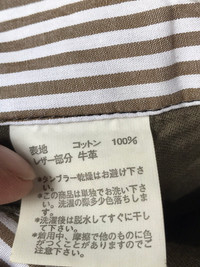 表地 コットン 100%
レザー部分 牛革
*タンブラー乾燥はお避け下さ
い。
*この商品は単独でお洗い下さ
い。洗濯の際多少色落ちしま
す。
*洗濯後は脱水してすぐに干し
て下さい。
*着用中、摩擦で他のものに色
がつくことがありますのでご